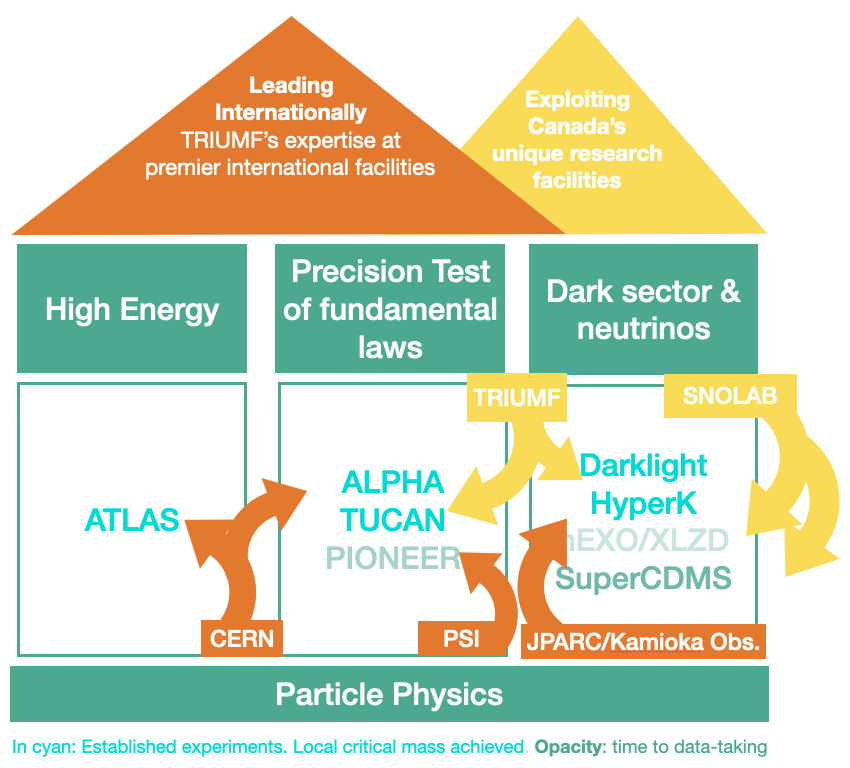 Leading
Internationally
TRIUMF's expertise at
premier international facilities
Exploiting
Canada's
unique research
facilities
High Energy
Precision Test
of fundamental
laws
Dark sector &
neutrinos
TRIUMF
SNOLAB
ATLAS
ALPHA
TUCAN
PIONEER
Darklight
HyperK
nEXO/XLZD
SuperCDMS
CERN
PSI
JPARC/Kamioka Obs.
Particle Physics
In cyan: Established experiments. Local critical mass achieved. Opacity: time to data-taking